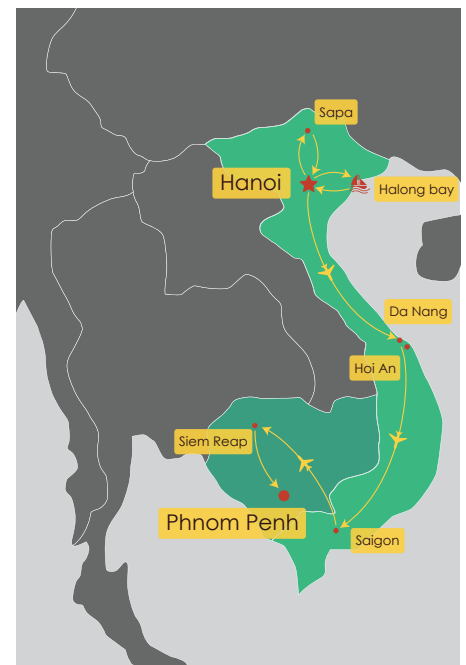 Sapa
Hanoi
Halong bay
Da Nang
Hoi An
Siem Reap
Phnom Penh
Saigon